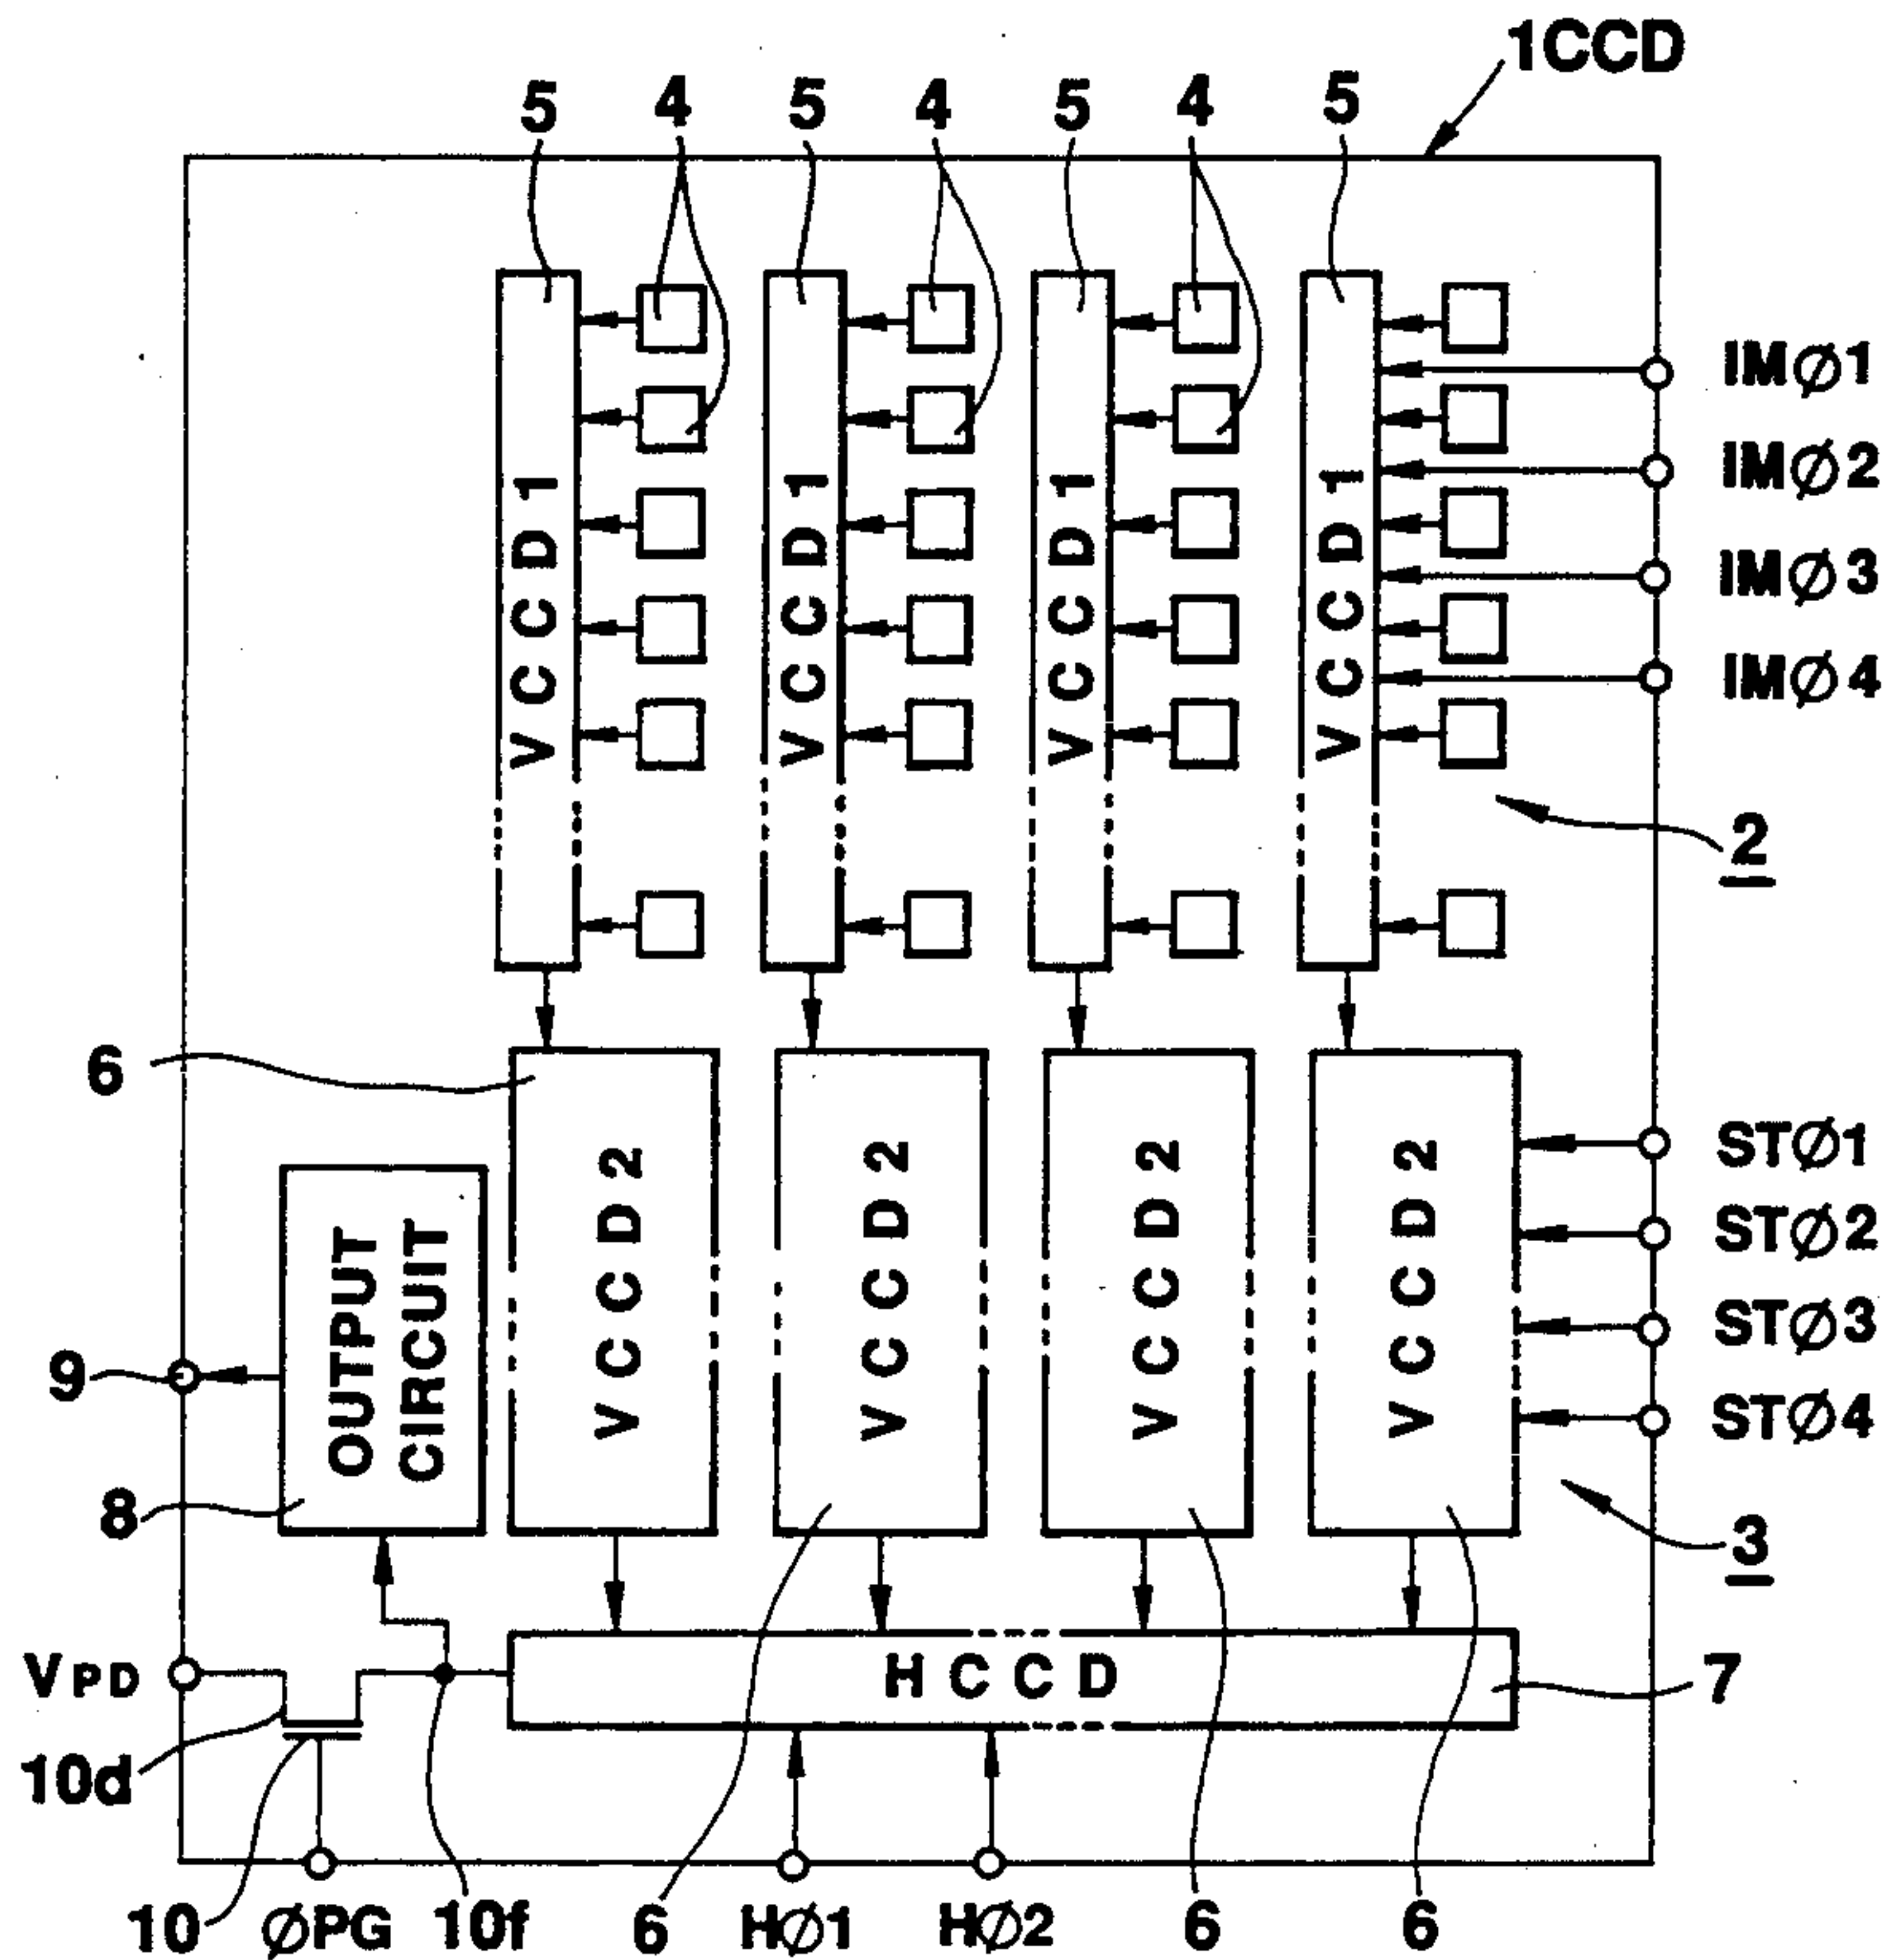 1CCD
5 4 5 4 5 4 5
VCCD1 VCCD1 VCCD1 VCCD1
IMØ1
IMØ2
IMØ3
IMØ4
2
6
VCCD2 VCCD2 VCCD2 VCCD2
STØ1
STØ2
STØ3
STØ4
OUTPUT
CIRCUIT
9
8
3
VPD
HCCD
7
10d
10 ØPG 10f 6 HØ1 HØ2 6 6